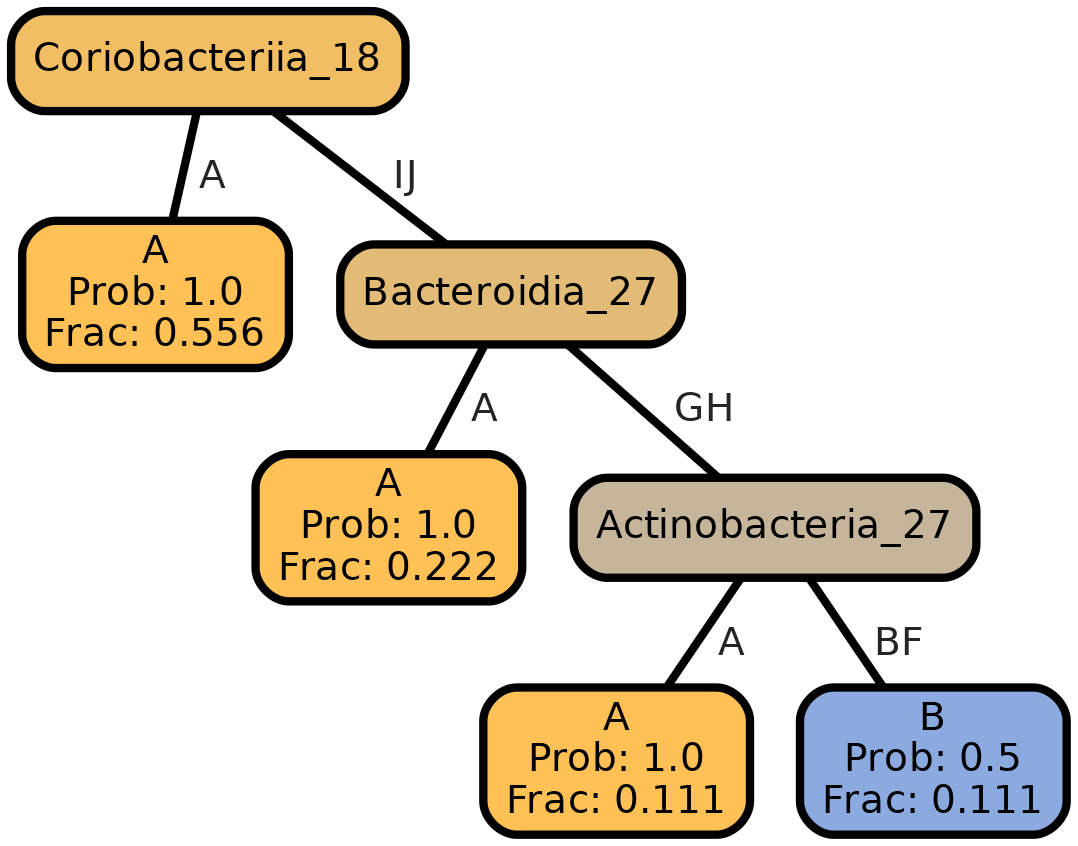 Coriobacteriia_18
A
IJ
A
Prob: 1.0
Frac: 0.556
Bacteroidia_27
A
GH
A
Prob: 1.0
Frac: 0.222
Actinobacteria_27
A
BF
A
Prob: 1.0
Frac: 0.111
B
Prob: 0.5
Frac: 0.111